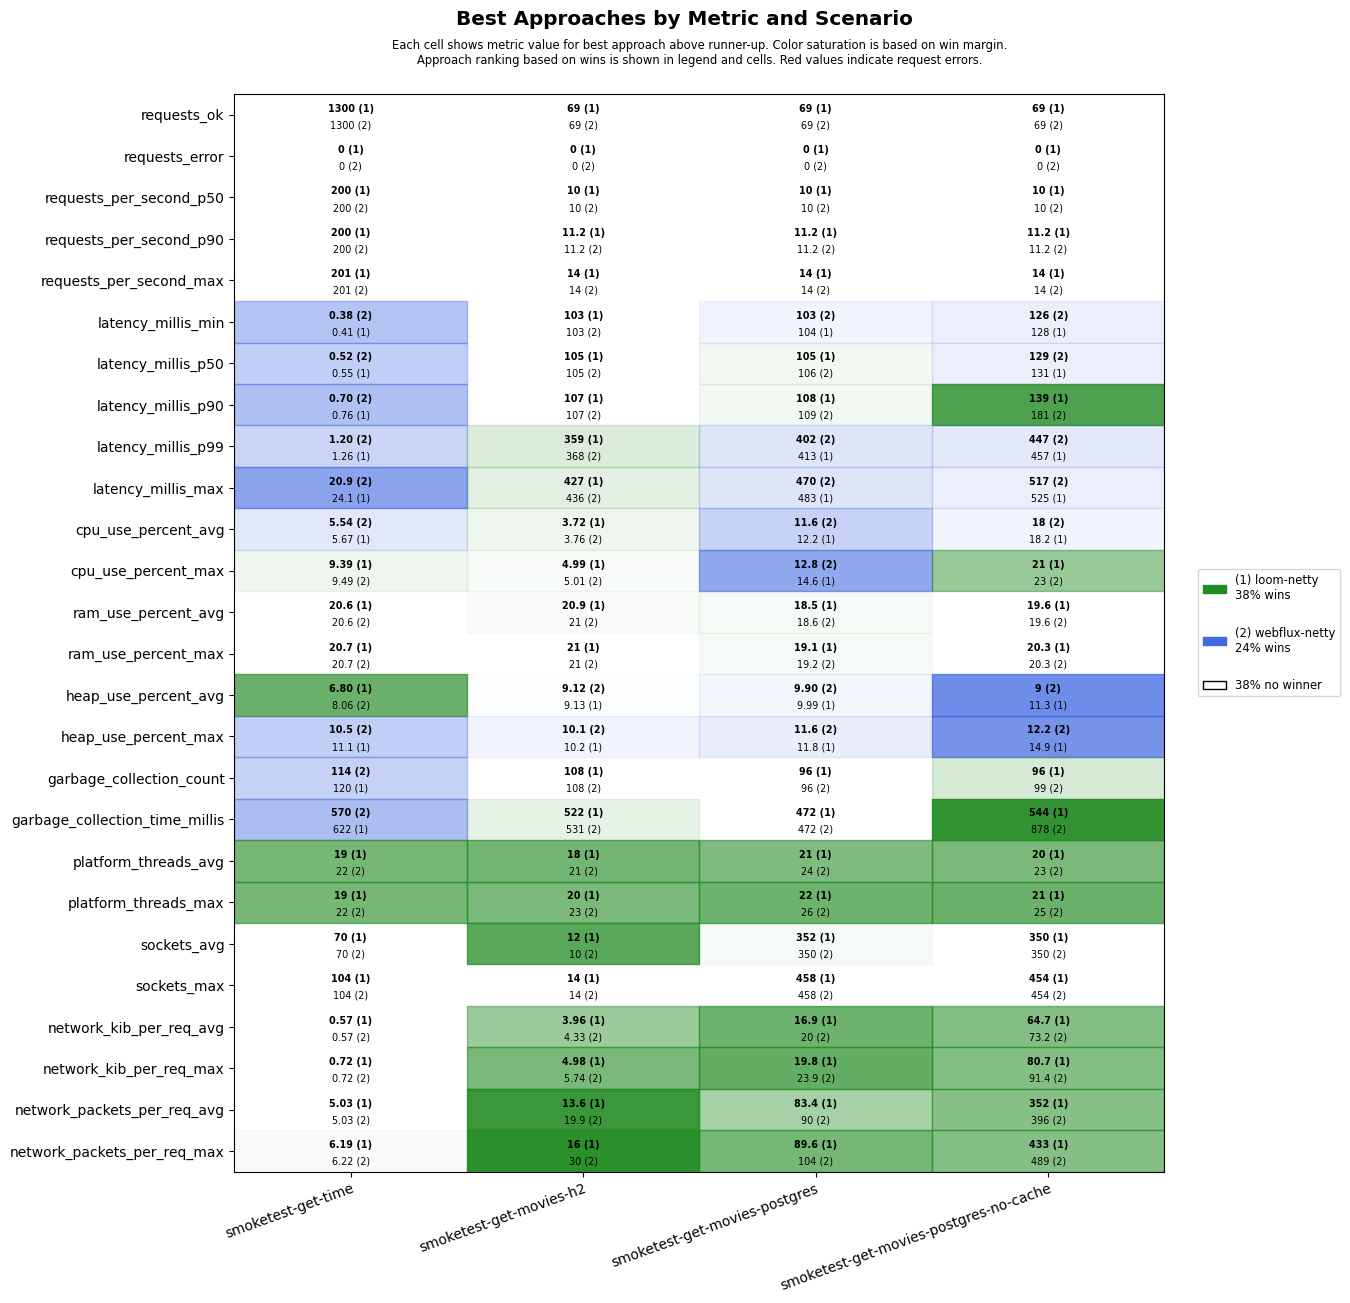 Best Approaches by Metric and Scenario
Each cell shows metric value for best approach above runner-up. Color saturation is based on win margin.
Approach ranking based on wins is shown in legend and cells. Red values indicate request errors.
requests_ok
1300 (1) 69 (1) 69 (1) 69 (1)
1300 (2) 69 (2) 69 (2) 69 (2)
requests_error
0 (1) 0 (1) 0 (1) 0 (1)
0 (2) 0 (2) 0 (2) 0 (2)
requests_per_second_p50
200 (1) 10 (1) 10 (1) 10 (1)
200 (2) 10 (2) 10 (2) 10 (2)
requests_per_second_p90
200 (1) 11.2 (1) 11.2 (1) 11.2 (1)
200 (2) 11.2 (2) 11.2 (2) 11.2 (2)
requests_per_second_max
201 (1) 14 (1) 14 (1) 14 (1)
201 (2) 14 (2) 14 (2) 14 (2)
latency_millis_min
0.38 (2) 103 (1) 103 (2) 126 (2)
0.41 (1) 103 (2) 104 (1) 128 (1)
latency_millis_p50
0.52 (2) 105 (1) 105 (1) 129 (2)
0.55 (1) 105 (2) 106 (2) 131 (1)
latency_millis_p90
0.70 (2) 107 (1) 108 (1) 139 (1)
0.76 (1) 107 (2) 109 (2) 181 (2)
latency_millis_p99
1.20 (2) 359 (1) 402 (2) 447 (2)
1.26 (1) 368 (2) 413 (1) 457 (1)
latency_millis_max
20.9 (2) 427 (1) 470 (2) 517 (2)
24.1 (1) 436 (2) 483 (1) 525 (1)
cpu_use_percent_avg
5.54 (2) 3.72 (1) 11.6 (2) 18 (2)
5.67 (1) 3.76 (2) 12.2 (1) 18.2 (1)
cpu_use_percent_max
9.39 (1) 4.99 (1) 12.8 (2) 21 (1)
9.49 (2) 5.01 (2) 14.6 (1) 23 (2)
ram_use_percent_avg
20.6 (1) 20.9 (1) 18.5 (1) 19.6 (1)
20.6 (2) 21 (2) 18.6 (2) 19.6 (2)
ram_use_percent_max
20.7 (1) 21 (1) 19.1 (1) 20.3 (1)
20.7 (2) 21 (2) 19.2 (2) 20.3 (2)
heap_use_percent_avg
6.80 (1) 9.12 (2) 9.90 (2) 9 (2)
8.06 (2) 9.13 (1) 9.99 (1) 11.3 (1)
heap_use_percent_max
10.5 (2) 10.1 (2) 11.6 (2) 12.2 (2)
11.1 (1) 10.2 (1) 11.8 (1) 14.9 (1)
garbage_collection_count
114 (2) 108 (1) 96 (1) 96 (1)
120 (1) 108 (2) 96 (2) 99 (2)
garbage_collection_time_millis
570 (2) 522 (1) 472 (1) 544 (1)
622 (1) 531 (2) 472 (2) 878 (2)
platform_threads_avg
19 (1) 18 (1) 21 (1) 20 (1)
22 (2) 21 (2) 24 (2) 23 (2)
platform_threads_max
19 (1) 20 (1) 22 (1) 21 (1)
22 (2) 23 (2) 26 (2) 25 (2)
sockets_avg
70 (1) 12 (1) 352 (1) 350 (1)
70 (2) 10 (2) 350 (2) 350 (2)
sockets_max
104 (1) 14 (1) 458 (1) 454 (1)
104 (2) 14 (2) 458 (2) 454 (2)
network_kib_per_req_avg
0.57 (1) 3.96 (1) 16.9 (1) 64.7 (1)
0.57 (2) 4.33 (2) 20 (2) 73.2 (2)
network_kib_per_req_max
0.72 (1) 4.98 (1) 19.8 (1) 80.7 (1)
0.72 (2) 5.74 (2) 23.9 (2) 91.4 (2)
network_packets_per_req_avg
5.03 (1) 13.6 (1) 83.4 (1) 352 (1)
5.03 (2) 19.9 (2) 90 (2) 396 (2)
network_packets_per_req_max
6.19 (1) 16 (1) 89.6 (1) 433 (1)
6.22 (2) 30 (2) 104 (2) 489 (2)
smoketest-get-time
smoketest-get-movies-h2
smoketest-get-movies-postgres
smoketest-get-movies-postgres-no-cache
(1) loom-netty
38% wins
(2) webflux-netty
24% wins
38% no winner